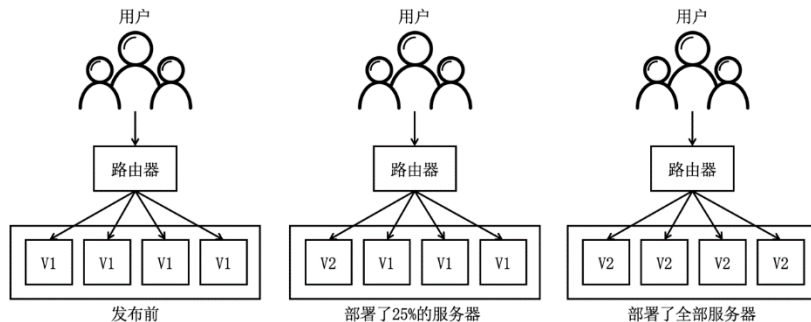 用户
路由器
V1 V1 V1 V1
发布前
用户
路由器
V2 V1 V1 V1
部署了25%的服务器
用户
路由器
V2 V2 V2 V2
部署了全部服务器